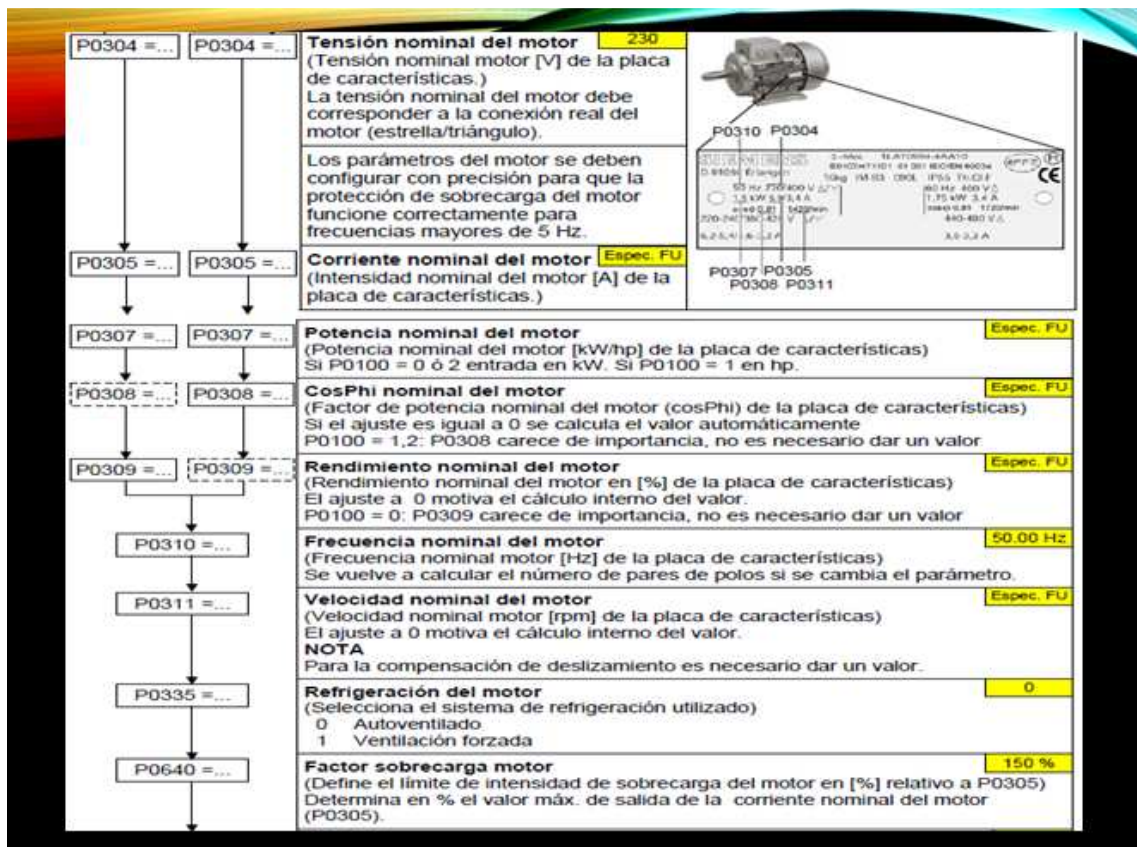 P0304 =... P0304 =...
Tensión nominal del motor 230
(Tensión nominal motor [V] de la placa
de características.)
La tensión nominal del motor debe
corresponder a la conexión real del
motor (estrella/triángulo).
Los parámetros del motor se deben
configurar con precisión para que la
protección de sobrecarga del motor
funcione correctamente para
frecuencias mayores de 5 Hz.
P0310 P0304
SIEMENS
IP55
50 Hz 230/400 V
60 Hz 400 V
P0307 P0305
P0308 P0311
P0305 =... P0305 =...
Corriente nominal del motor Espec. FU
(Intensidad nominal del motor [A] de la
placa de características.)
P0307 =... P0307 =...
Potencia nominal del motor Espec. FU
(Potencia nominal del motor [kW/hp] de la placa de características)
Si P0100 = 0 ó 2 entrada en kW. Si P0100 = 1 en hp.
P0308 =... P0308 =...
CosPhi nominal del motor Espec. FU
(Factor de potencia nominal del motor (cosPhi) de la placa de características)
Si el ajuste es igual a 0 se calcula el valor automáticamente
P0100 = 1,2: P0308 carece de importancia, no es necesario dar un valor
P0309 =... P0309 =...
Rendimiento nominal del motor Espec. FU
(Rendimiento nominal del motor en [%] de la placa de características)
El ajuste a 0 motiva el cálculo interno del valor.
P0100 = 0: P0309 carece de importancia, no es necesario dar un valor
P0310 =...
Frecuencia nominal del motor 50.00 Hz
(Frecuencia nominal motor [Hz] de la placa de características)
Se vuelve a calcular el número de pares de polos si se cambia el parámetro.
P0311 =...
Velocidad nominal del motor Espec. FU
(Velocidad nominal motor [rpm] de la placa de características)
El ajuste a 0 motiva el cálculo interno del valor.
NOTA
Para la compensación de deslizamiento es necesario dar un valor.
P0335 =...
Refrigeración del motor 0
(Selecciona el sistema de refrigeración utilizado)
0 Autoventilado
1 Ventilación forzada
P0640 =...
Factor sobrecarga motor 150 %
(Define el límite de intensidad de sobrecarga del motor en [%] relativo a P0305)
Determina en % el valor máx. de salida de la corriente nominal del motor
(P0305).